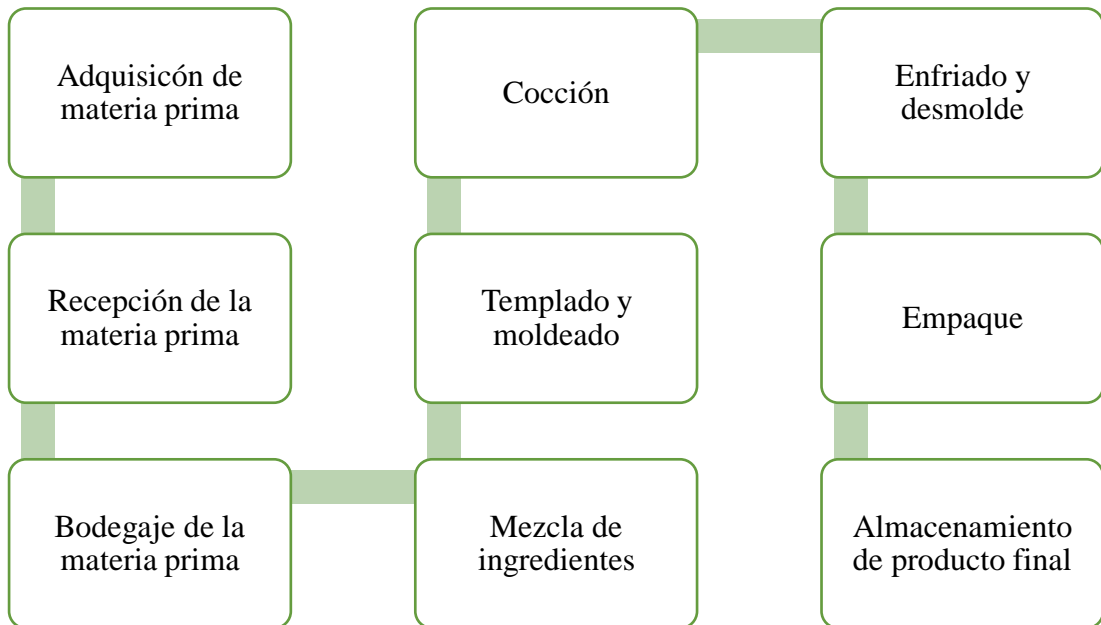 Adquisicón de
materia prima
Recepción de la
materia prima
Bodegaje de la
materia prima
Mezcla de
ingredientes
Templado y
moldeado
Cocción
Enfriado y
desmolde
Empaque
Almacenamiento
de producto final